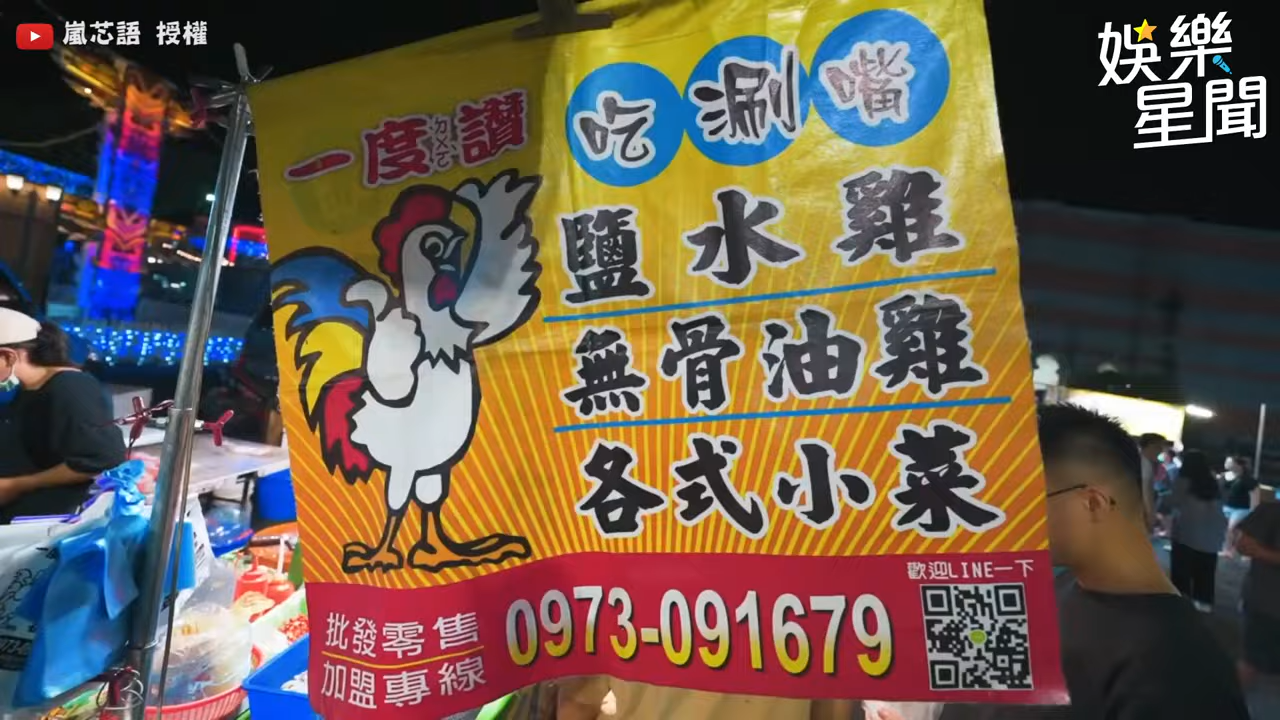 嵐芯語 授權
娛樂
星聞
一度ㄉㄨㄛˊ讚
吃涮嘴
鹽水雞
無骨油雞
各式小菜
歡迎LINE一下
批發零售
加盟專線
0973-091679